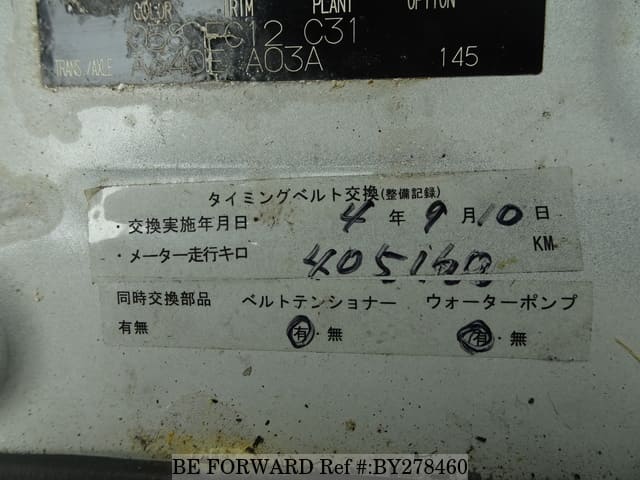 COLOR TRIM PLANT OPTION
C31
TRANS/AXLE A03A 145
タイミングベルト交換(整備記録)
・交換実施年月日・ 4 年 9 月 10 日
・メーター走行キロ 405160 KM
同時交換部品 ベルトテンショナー ウォーターポンプ
有無 有・無 有・無
BE FORWARD Ref #:BY278460